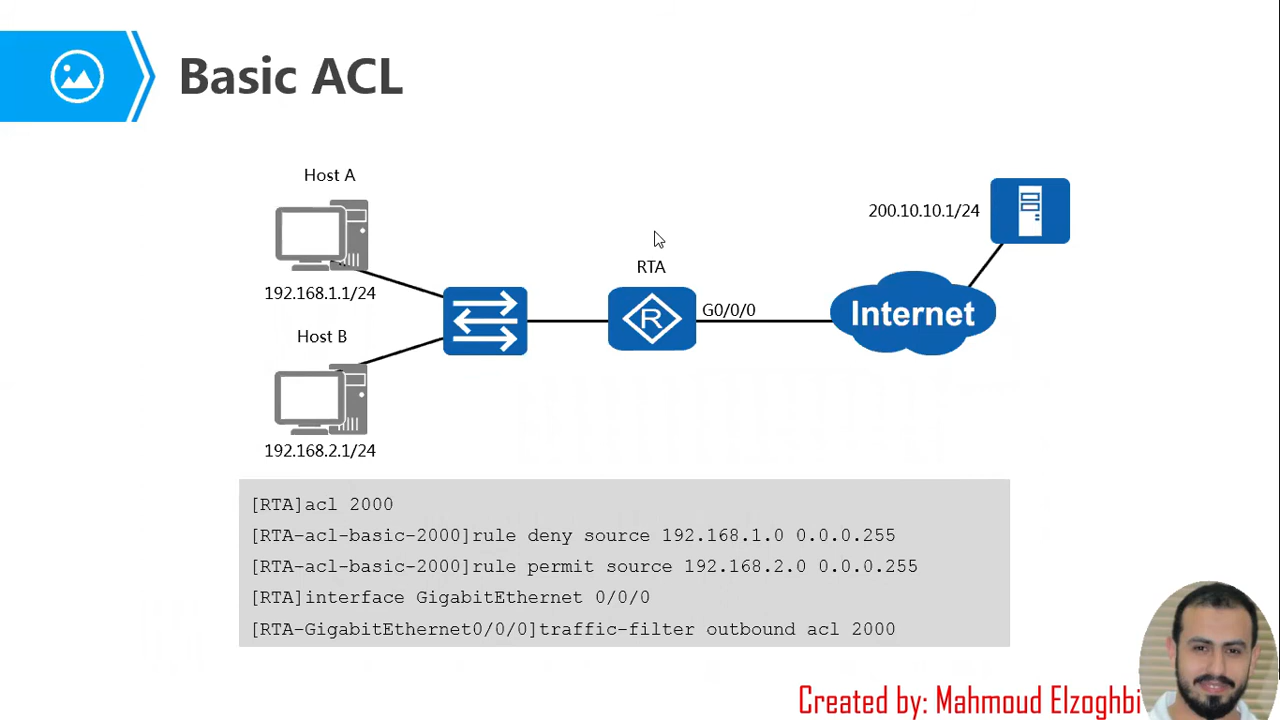 Basic ACL
Host A
192.168.1.1/24
Host B
192.168.2.1/24
RTA
R
G0/0/0
Internet
200.10.10.1/24
[RTA]acl 2000
[RTA-acl-basic-2000]rule deny source 192.168.1.0 0.0.0.255
[RTA-acl-basic-2000]rule permit source 192.168.2.0 0.0.0.255
[RTA]interface GigabitEthernet 0/0/0
[RTA-GigabitEthernet0/0/0]traffic-filter outbound acl 2000
Created by: Mahmoud Elzoghbi